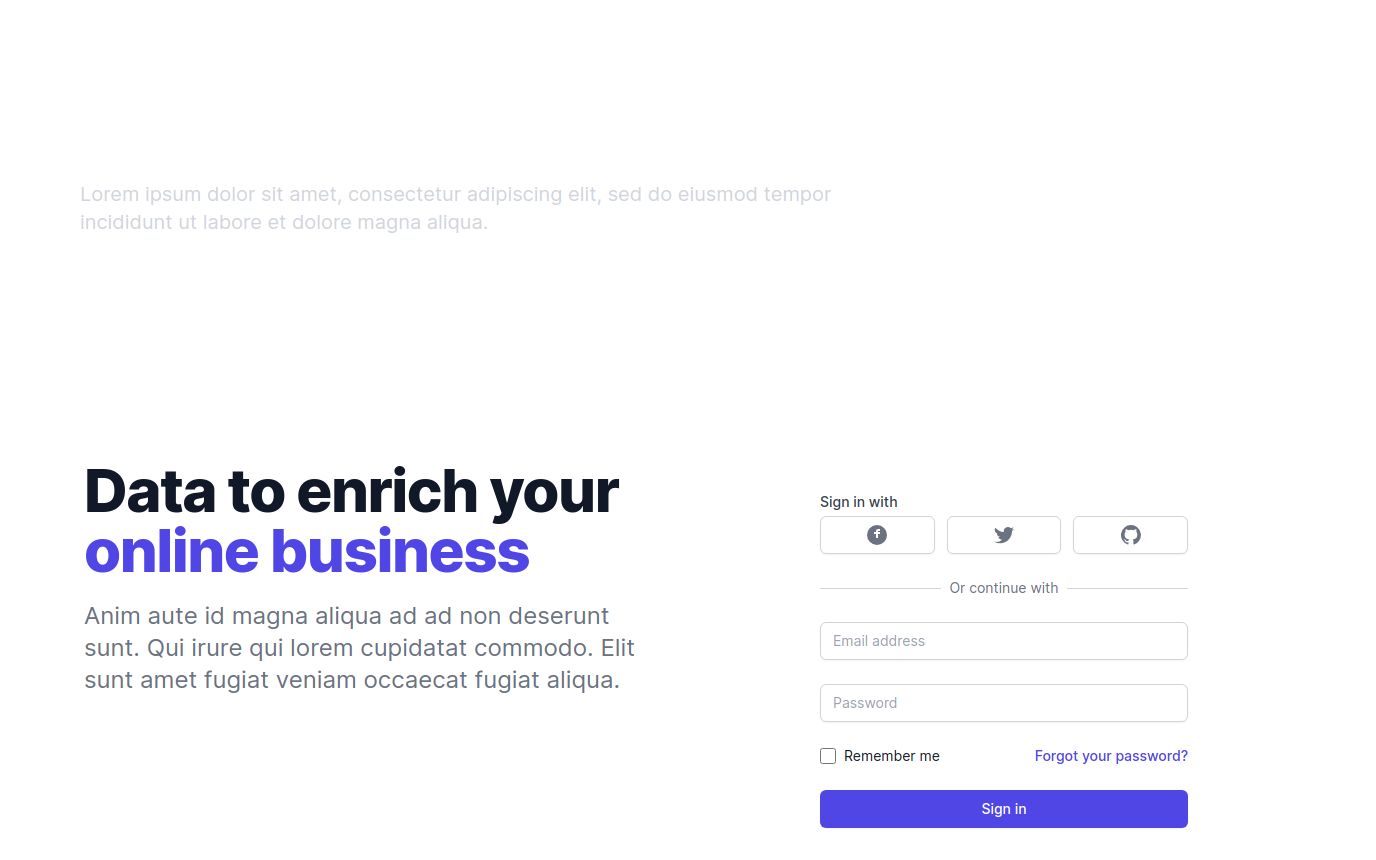 Lorem ipsum dolor sit amet, consectetur adipiscing elit, sed do eiusmod tempor
incididunt ut labore et dolore magna aliqua.
Data to enrich your
online business
Anim aute id magna aliqua ad ad non deserunt
sunt. Qui irure qui lorem cupidatat commodo. Elit
sunt amet fugiat veniam occaecat fugiat aliqua.
Sign in with
Or continue with
Email address
Password
Remember me
Forgot your password?
Sign in